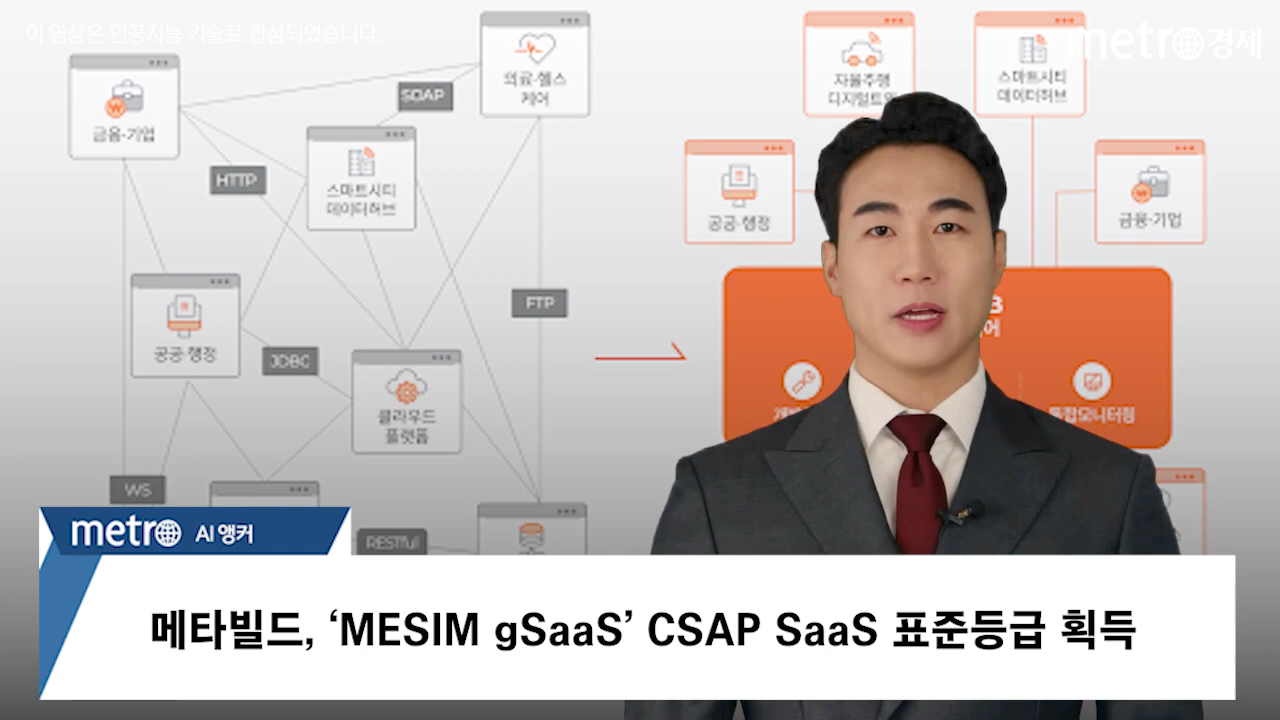 이 영상은 인공지능 기술로 합성되었습니다.
metro경제
금융·기업
SOAP
의료·헬스
케어
HTTP
스마트시티
데이터허브
공공·행정
JDBC
FTP
클라우드
플랫폼
WS
RESTful
자율주행
디지털트윈
스마트시티
데이터허브
공공·행정
금융·기업
통합모니터링
metro AI 앵커
메타빌드, ‘MESIM gSaaS’ CSAP SaaS 표준등급 획득